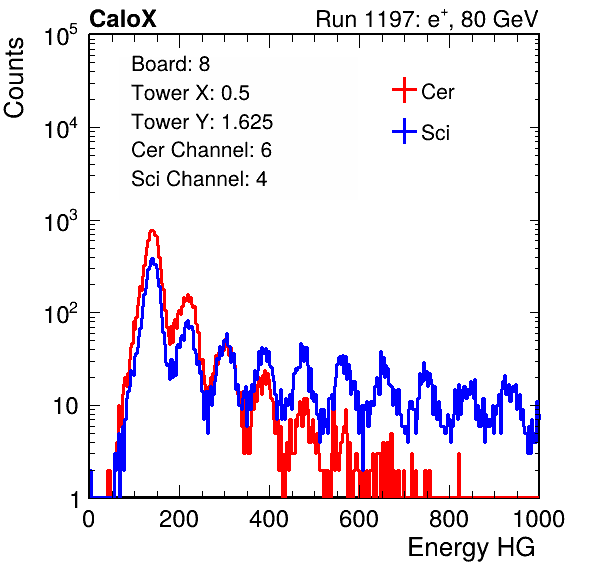 CaloX Run 1197: e⁺, 80 GeV
Counts
10⁵
10⁴
10³
10²
10
1
Board: 8
Tower X: 0.5
Tower Y: 1.625
Cer Channel: 6
Sci Channel: 4
Cer
Sci
0 200 400 600 800 1000
Energy HG